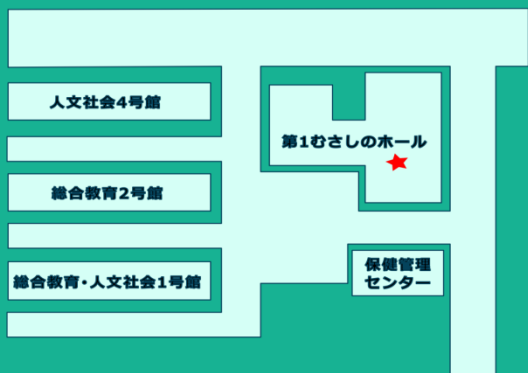 人文社会4号館
第1むさしのホール
総合教育2号館
保健管理
センター
総合教育・人文社会1号館